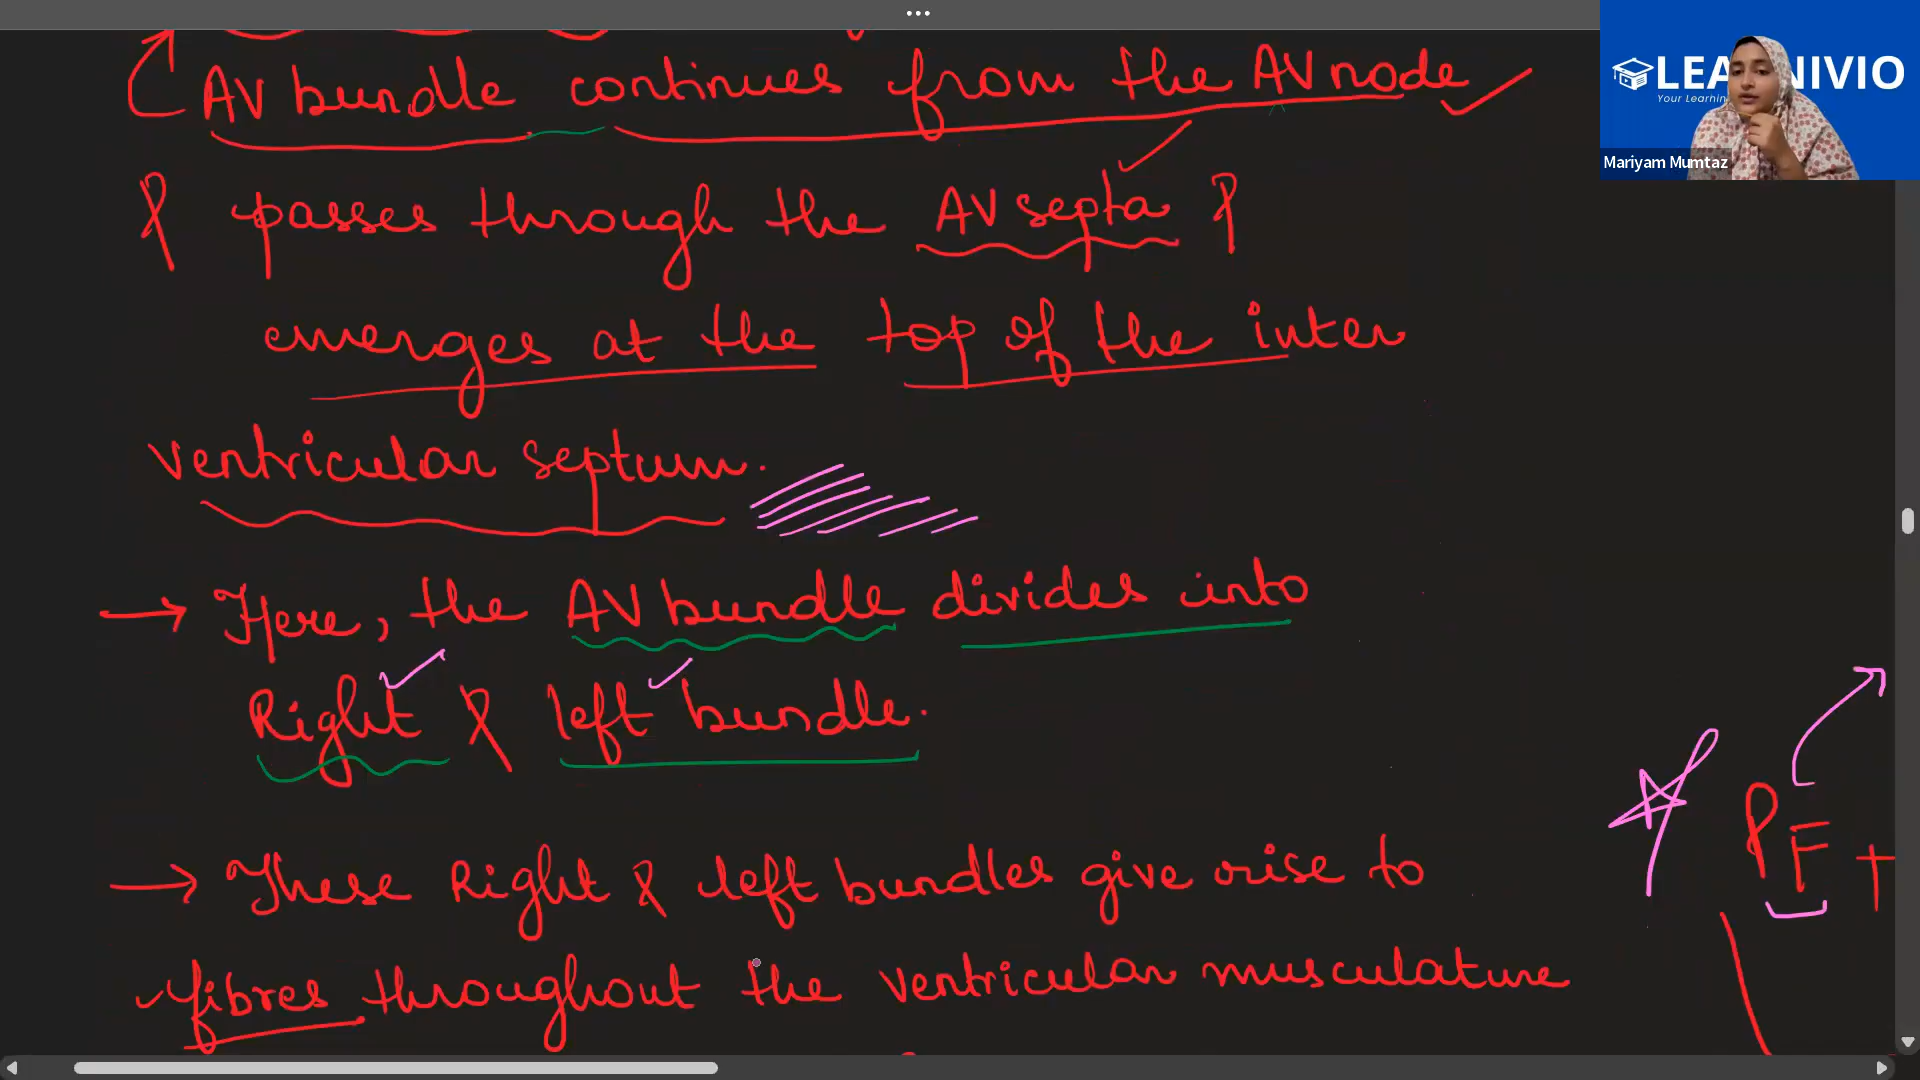 AV bundle continues from the AV node
& passes through the AV septa &
emerges at the top of the inter
ventricular septum.
→ Here, the AV bundle divides into
Right & left bundle.
→ These Right & left bundles give rise to
fibres throughout the ventricular musculature
PF +
LEA NIVIO
Your Learnin
Mariyam Mumtaz